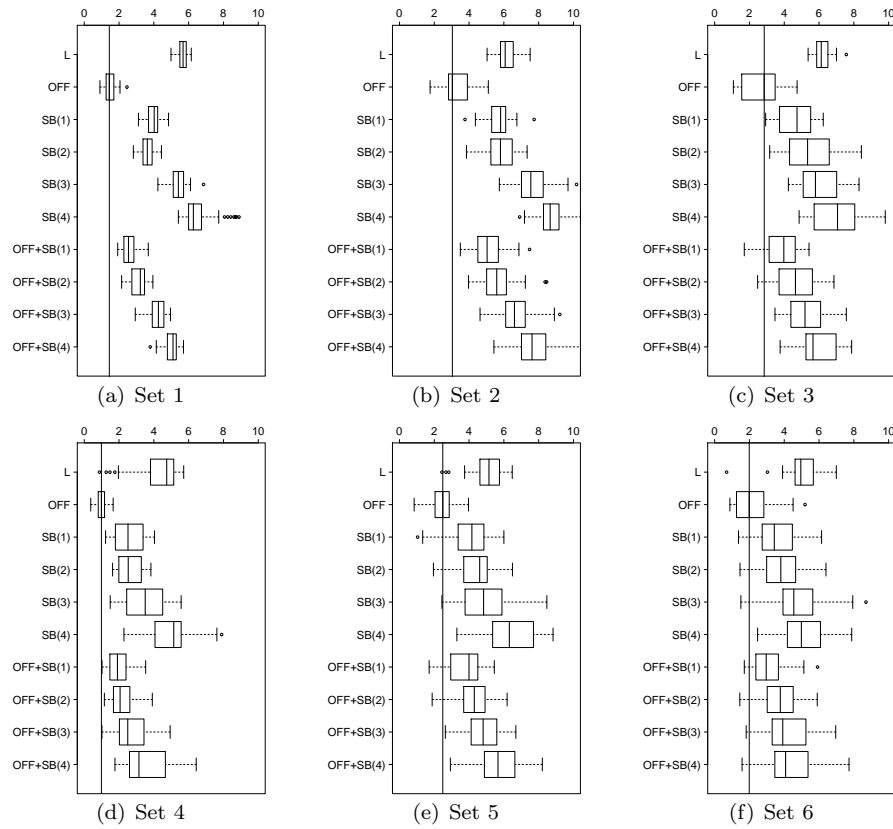 0 2 4 6 8 10
L
OFF
SB(1)
SB(2)
SB(3)
SB(4)
OFF+SB(1)
OFF+SB(2)
OFF+SB(3)
OFF+SB(4)
(a) Set 1
0 2 4 6 8 10
L
OFF
SB(1)
SB(2)
SB(3)
SB(4)
OFF+SB(1)
OFF+SB(2)
OFF+SB(3)
OFF+SB(4)
(b) Set 2
0 2 4 6 8 10
L
OFF
SB(1)
SB(2)
SB(3)
SB(4)
OFF+SB(1)
OFF+SB(2)
OFF+SB(3)
OFF+SB(4)
(c) Set 3
0 2 4 6 8 10
L
OFF
SB(1)
SB(2)
SB(3)
SB(4)
OFF+SB(1)
OFF+SB(2)
OFF+SB(3)
OFF+SB(4)
(d) Set 4
0 2 4 6 8 10
L
OFF
SB(1)
SB(2)
SB(3)
SB(4)
OFF+SB(1)
OFF+SB(2)
OFF+SB(3)
OFF+SB(4)
(e) Set 5
0 2 4 6 8 10
L
OFF
SB(1)
SB(2)
SB(3)
SB(4)
OFF+SB(1)
OFF+SB(2)
OFF+SB(3)
OFF+SB(4)
(f) Set 6